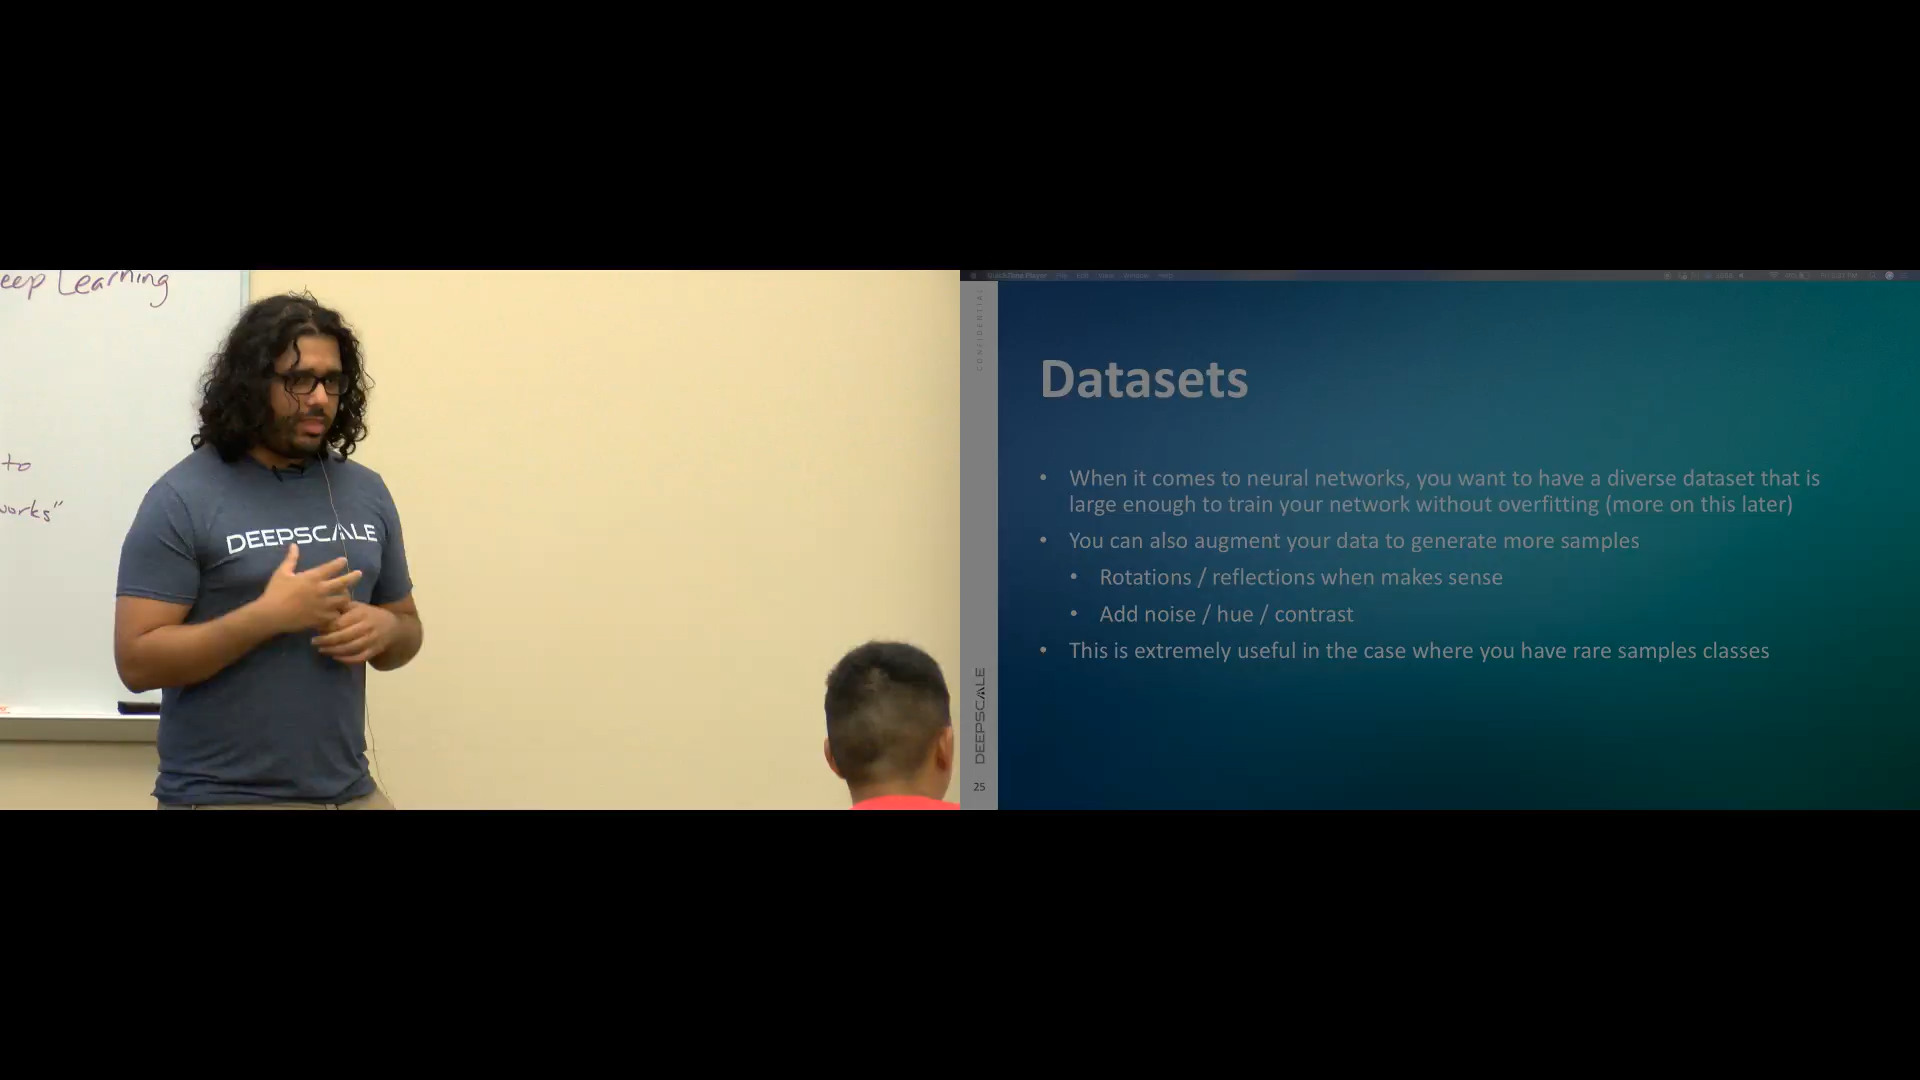 eep Learning
to
works"
DEEPSCALE
CONFIDENTIAL
Datasets
• When it comes to neural networks, you want to have a diverse dataset that is
large enough to train your network without overfitting (more on this later)
• You can also augment your data to generate more samples
• Rotations / reflections when makes sense
• Add noise / hue / contrast
• This is extremely useful in the case where you have rare samples classes
DEEPSCALE
25